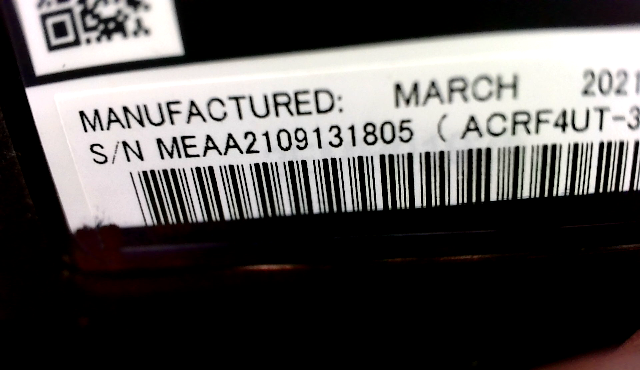 MANUFACTURED: MARCH 2021
S/N MEAA2109131805 ( ACRF4UT-3